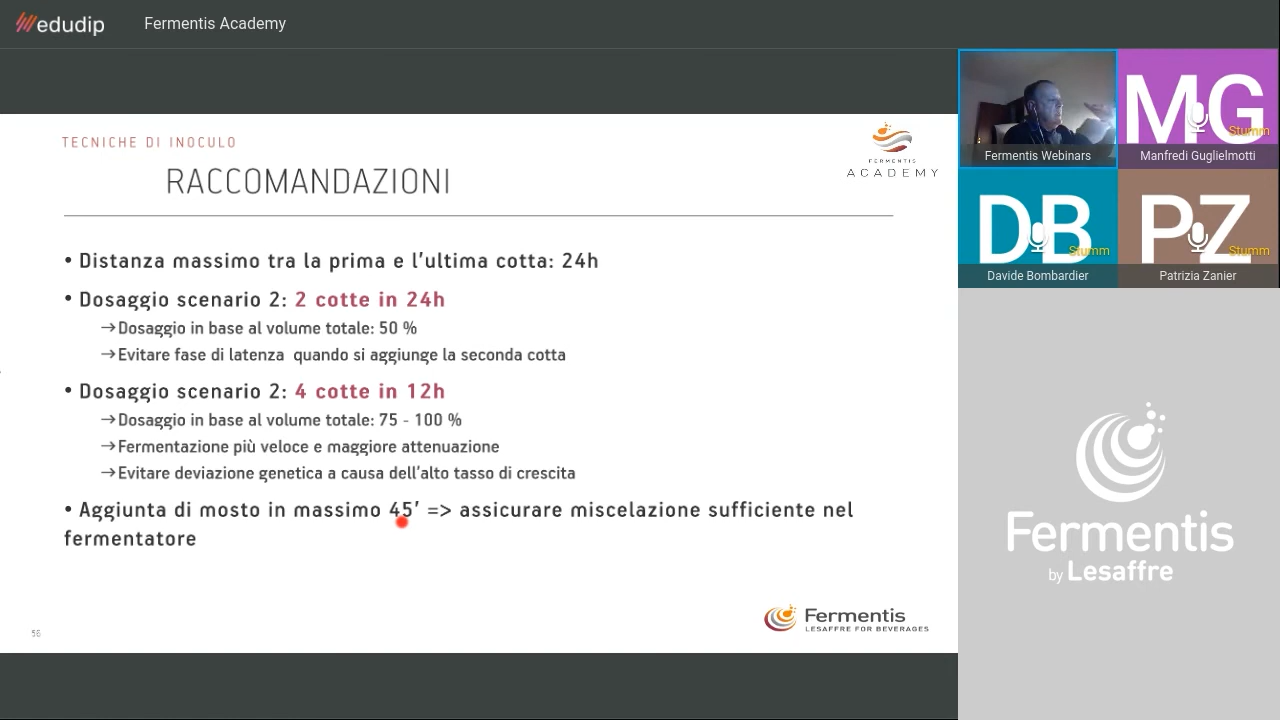 edudip
Fermentis Academy
TECNICHE DI INOCULO
RACCOMANDAZIONI
FERMENTIS
ACADEMY
• Distanza massimo tra la prima e l'ultima cotta: 24h
• Dosaggio scenario 2: 2 cotte in 24h
→Dosaggio in base al volume totale: 50 %
→Evitare fase di latenza quando si aggiunge la seconda cotta
• Dosaggio scenario 2: 4 cotte in 12h
→Dosaggio in base al volume totale: 75 - 100 %
→Fermentazione più veloce e maggiore attenuazione
→Evitare deviazione genetica a causa dell'alto tasso di crescita
• Aggiunta di mosto in massimo 45' => assicurare miscelazione sufficiente nel
fermentatore
56
Fermentis
LESAFFRE FOR BEVERAGES
Fermentis Webinars
MG
Stumm
Manfredi Guglielmotti
DB
Stumm
Davide Bombardier
PZ
Stumm
Patrizia Zanier
Fermentis
by Lesaffre